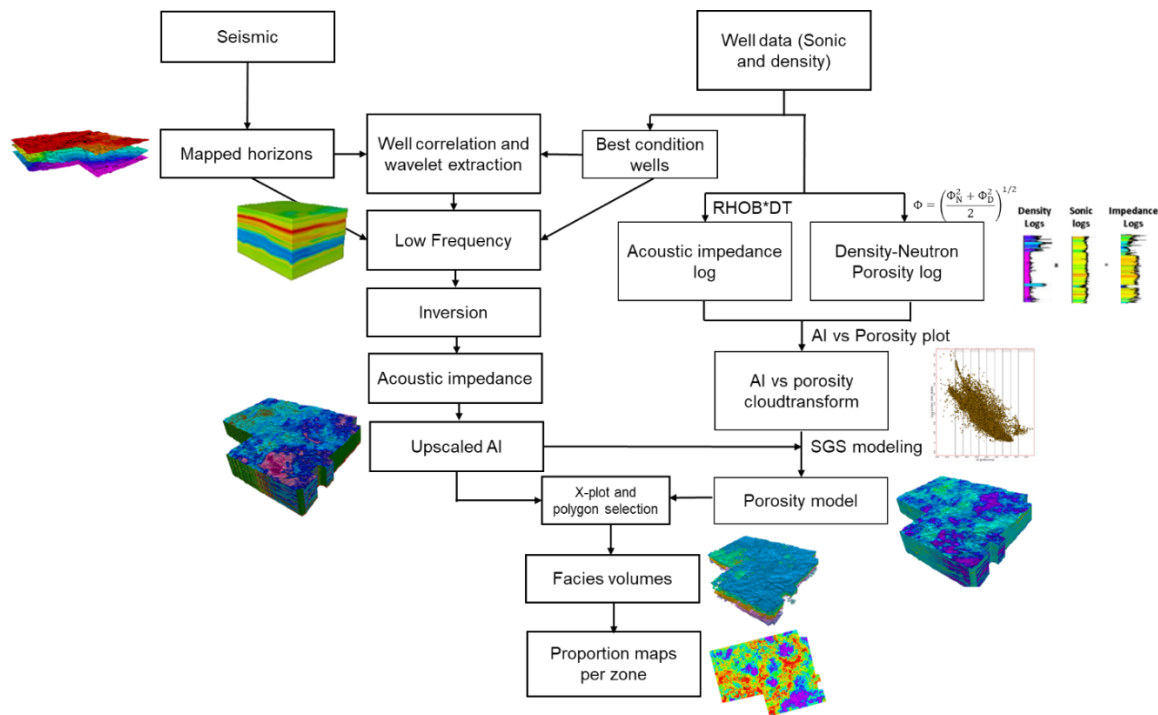 Seismic
Well data (Sonic
and density)
Mapped horizons
Well correlation and
wavelet extraction
Best condition
wells
RHOB*DT
Φ = ((Φ_N^2 + Φ_D^2)/2)^{1/2}
Density
Logs
Sonic
logs
Impedance
Logs
*
Low Frequency
Acoustic impedance
log
Density-Neutron
Porosity log
Inversion
AI vs Porosity plot
Acoustic impedance
AI vs porosity
cloudtransform
Upscaled AI
SGS modeling
X-plot and
polygon selection
Porosity model
Facies volumes
Proportion maps
per zone